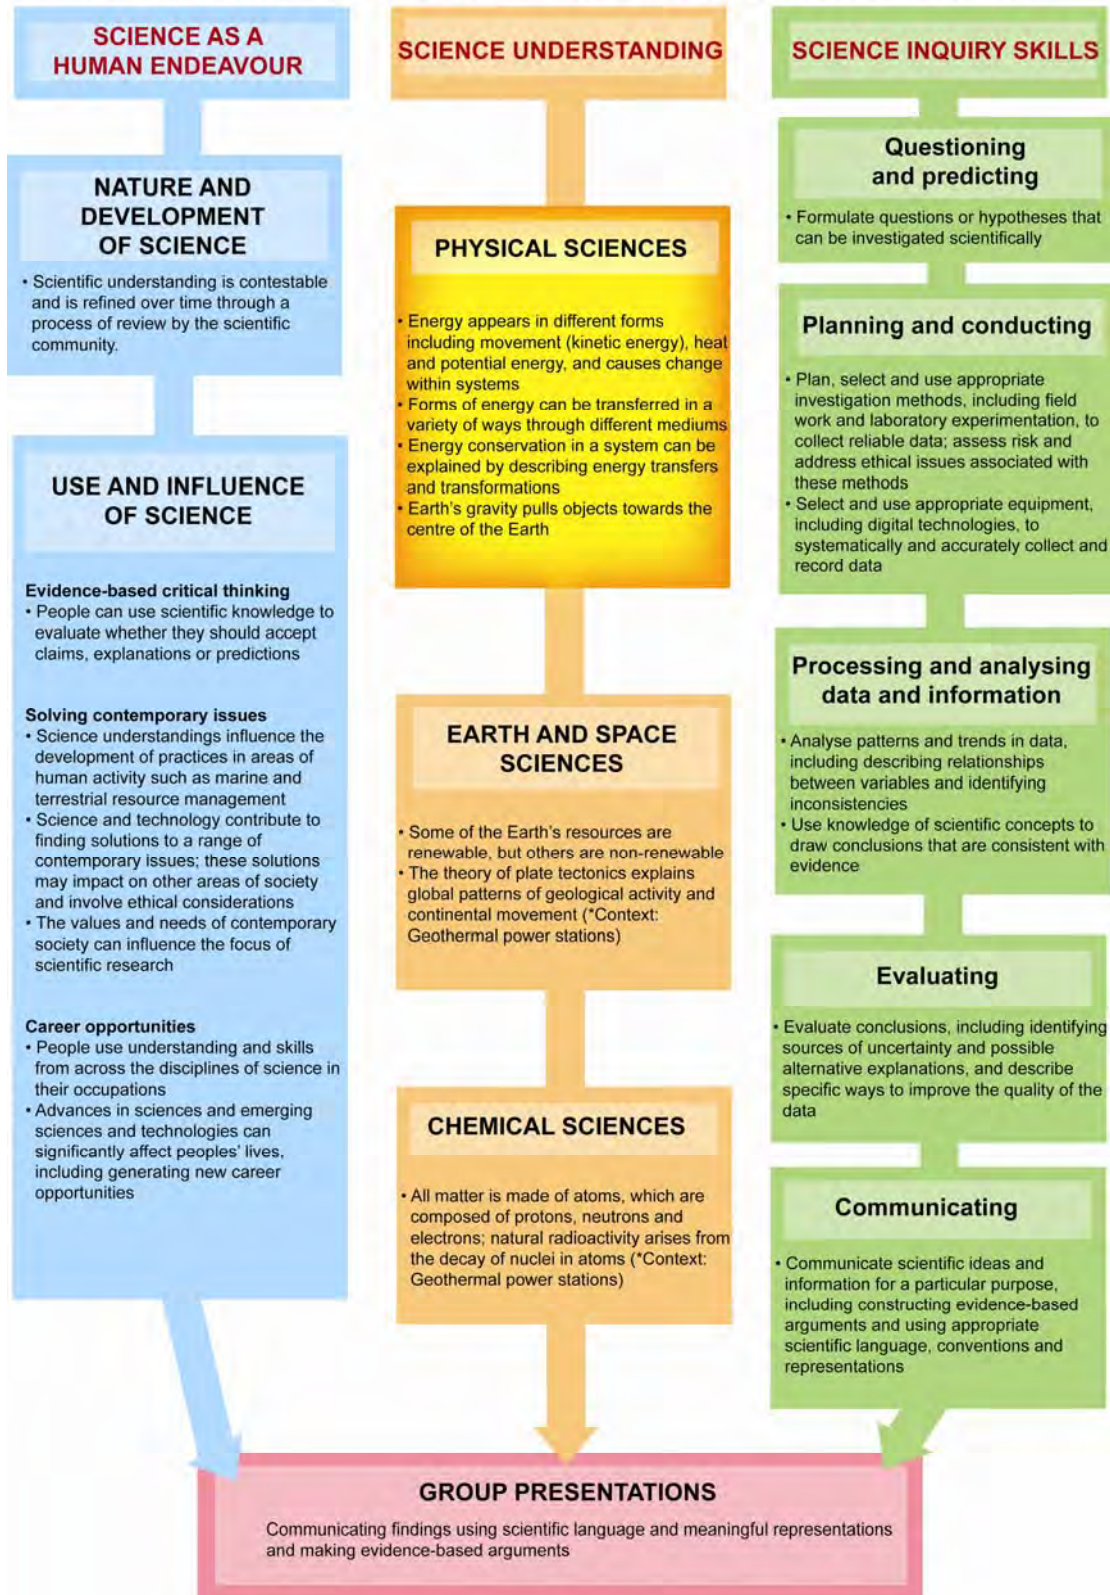 SCIENCE AS A
HUMAN ENDEAVOUR
NATURE AND
DEVELOPMENT
OF SCIENCE
• Scientific understanding is contestable
and is refined over time through a
process of review by the scientific
community.
USE AND INFLUENCE
OF SCIENCE
Evidence-based critical thinking
• People can use scientific knowledge to
evaluate whether they should accept
claims, explanations or predictions
Solving contemporary issues
• Science understandings influence the
development of practices in areas of
human activity such as marine and
terrestrial resource management
• Science and technology contribute to
finding solutions to a range of
contemporary issues; these solutions
may impact on other areas of society
and involve ethical considerations
• The values and needs of contemporary
society can influence the focus of
scientific research
Career opportunities
• People use understanding and skills
from across the disciplines of science in
their occupations
• Advances in sciences and emerging
sciences and technologies can
significantly affect peoples' lives,
including generating new career
opportunities
SCIENCE UNDERSTANDING
PHYSICAL SCIENCES
• Energy appears in different forms
including movement (kinetic energy), heat
and potential energy, and causes change
within systems
• Forms of energy can be transferred in a
variety of ways through different mediums
• Energy conservation in a system can be
explained by describing energy transfers
and transformations
• Earth's gravity pulls objects towards the
centre of the Earth
EARTH AND SPACE
SCIENCES
• Some of the Earth's resources are
renewable, but others are non-renewable
• The theory of plate tectonics explains
global patterns of geological activity and
continental movement (*Context:
Geothermal power stations)
CHEMICAL SCIENCES
• All matter is made of atoms, which are
composed of protons, neutrons and
electrons; natural radioactivity arises from
the decay of nuclei in atoms (*Context:
Geothermal power stations)
SCIENCE INQUIRY SKILLS
Questioning
and predicting
• Formulate questions or hypotheses that
can be investigated scientifically
Planning and conducting
• Plan, select and use appropriate
investigation methods, including field
work and laboratory experimentation, to
collect reliable data; assess risk and
address ethical issues associated with
these methods
• Select and use appropriate equipment,
including digital technologies, to
systematically and accurately collect and
record data
Processing and analysing
data and information
• Analyse patterns and trends in data,
including describing relationships
between variables and identifying
inconsistencies
• Use knowledge of scientific concepts to
draw conclusions that are consistent with
evidence
Evaluating
• Evaluate conclusions, including identifying
sources of uncertainty and possible
alternative explanations, and describe
specific ways to improve the quality of the
data
Communicating
• Communicate scientific ideas and
information for a particular purpose,
including constructing evidence-based
arguments and using appropriate
scientific language, conventions and
representations
GROUP PRESENTATIONS
Communicating findings using scientific language and meaningful representations
and making evidence-based arguments